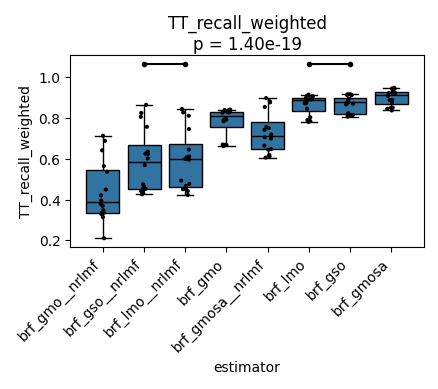 TT_recall_weighted
p = 1.40e-19
TT_recall_weighted
1.0
0.8
0.6
0.4
0.2
brf_gmo__nrlmf
brf_gso__nrlmf
brf_lmo__nrlmf
brf_gmo
brf_gmosa__nrlmf
brf_lmo
brf_gso
brf_gmosa
estimator